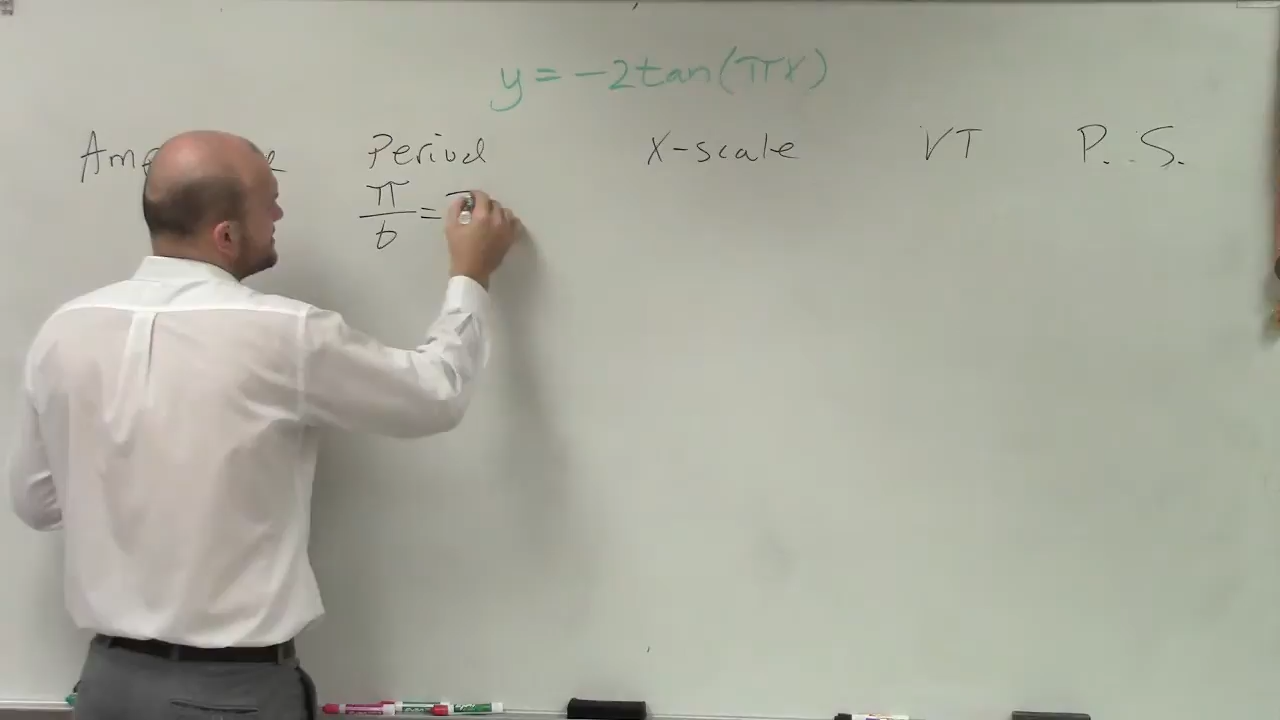 y = -2tan(πx)
Period X-scale VT P. S.
π/b =